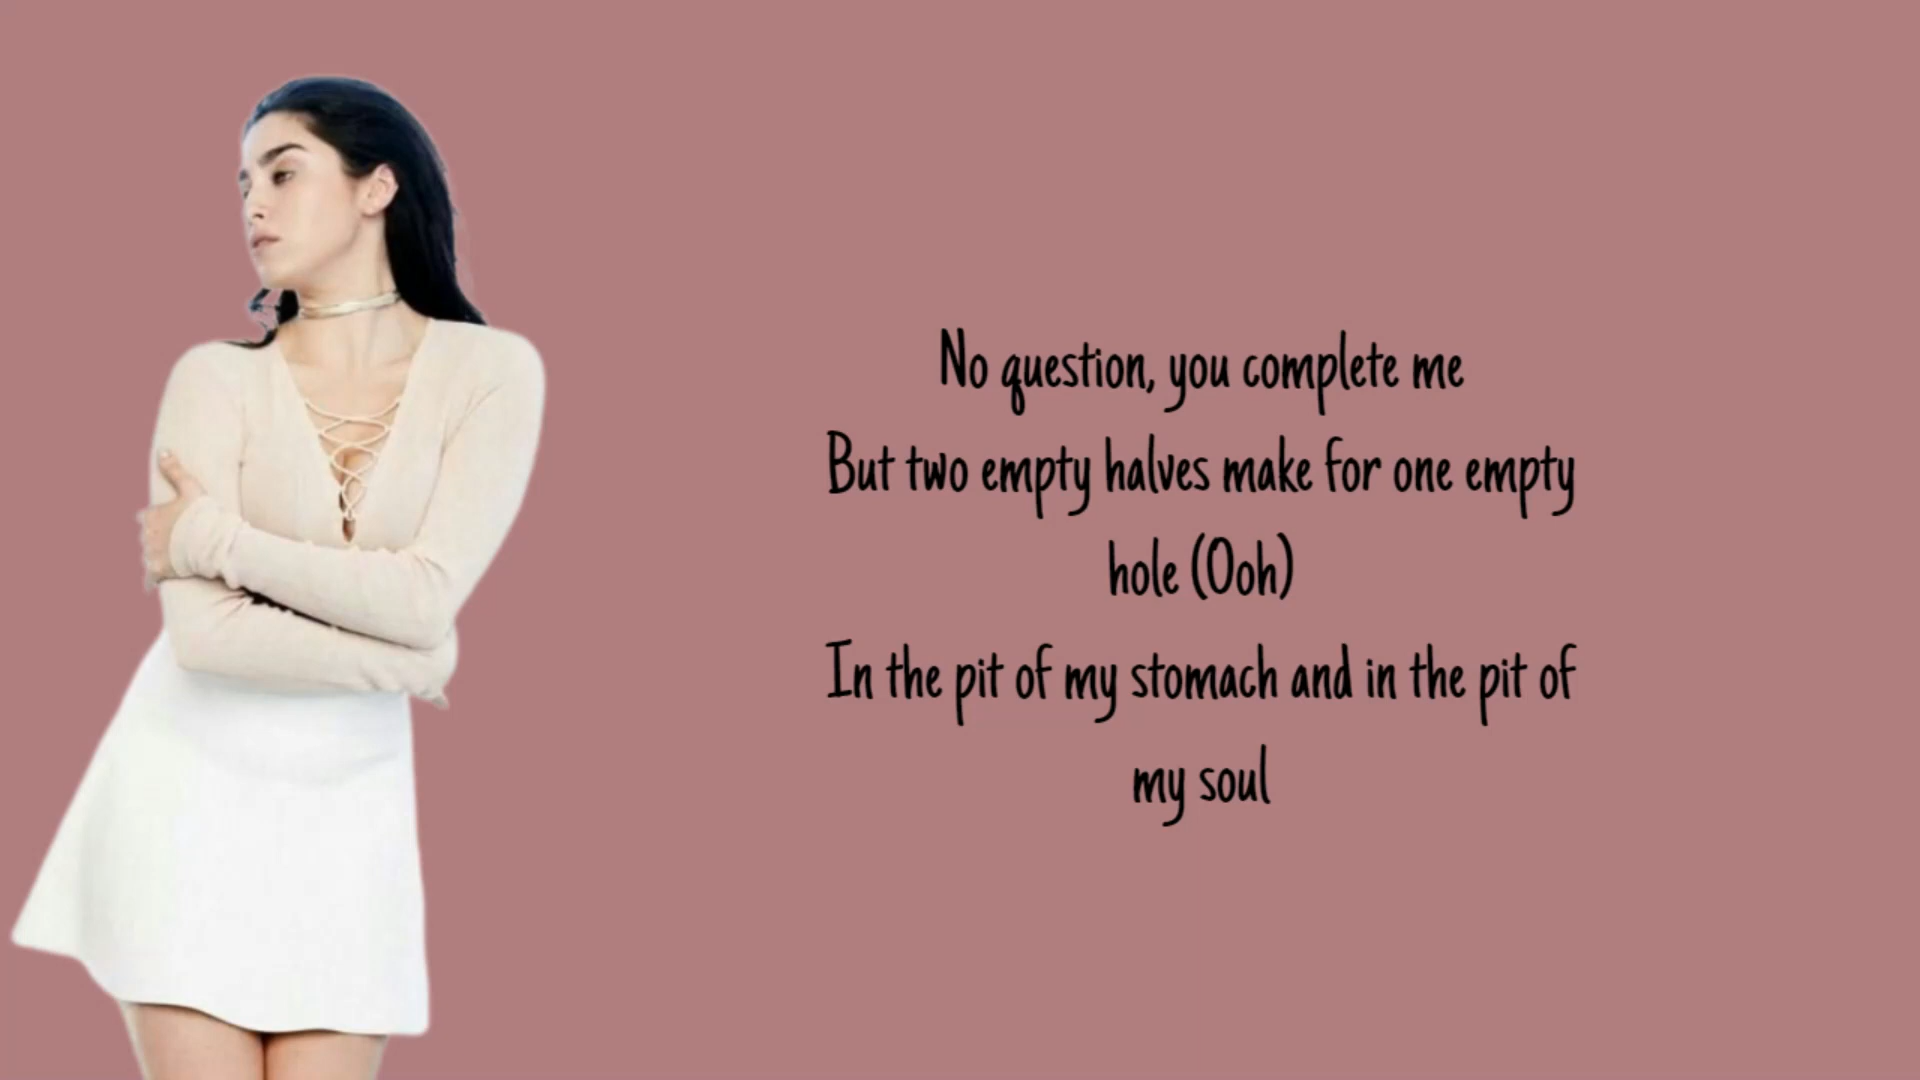 No question, you complete me
But two empty halves make for one empty
hole (Ooh)
In the pit of my stomach and in the pit of
my soul